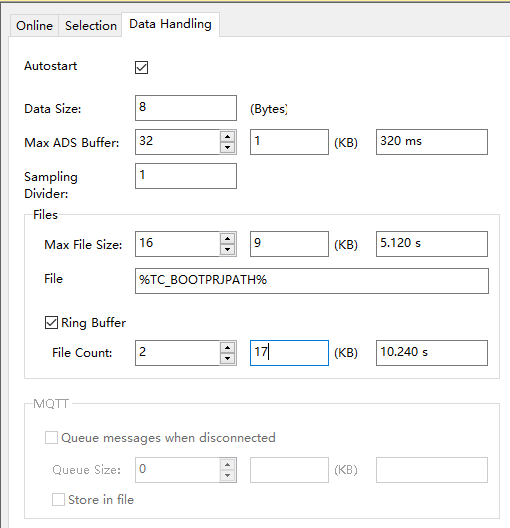 Online Selection Data Handling
Autostart
Data Size: 8 (Bytes)
Max ADS Buffer: 32 1 (KB) 320 ms
Sampling Divider: 1
Files
Max File Size: 16 9 (KB) 5.120 s
File %TC_BOOTPRJPATH%
Ring Buffer
File Count: 2 17 (KB) 10.240 s
MQTT
Queue messages when disconnected
Queue Size: 0 (KB)
Store in file